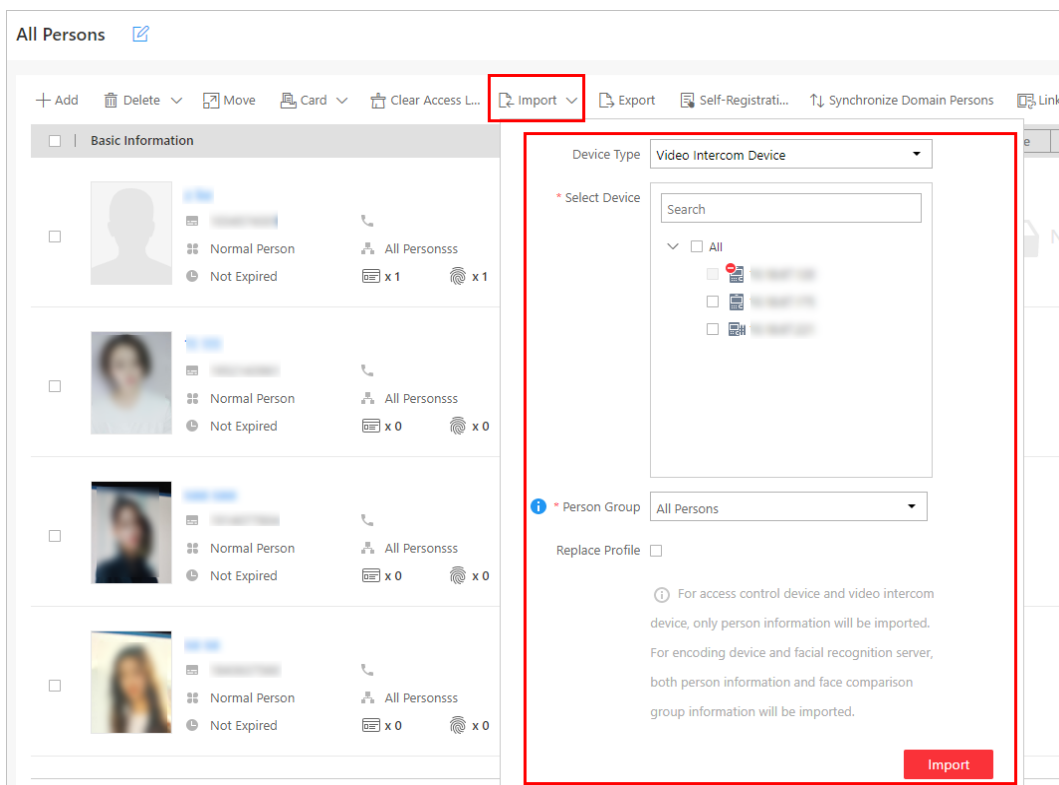 All Persons
Add Delete Move Card Clear Access L... Import Export Self-Registrati... Synchronize Domain Persons Link
Basic Information
Normal Person All Personsss
Not Expired x 1 x 1
Normal Person All Personsss
Not Expired x 0 x 0
Normal Person All Personsss
Not Expired x 0 x 0
Normal Person All Personsss
Not Expired x 0 x 0
Device Type Video Intercom Device
* Select Device
Search
All
* Person Group All Persons
Replace Profile
For access control device and video intercom
device, only person information will be imported.
For encoding device and facial recognition server,
both person information and face comparison
group information will be imported.
Import